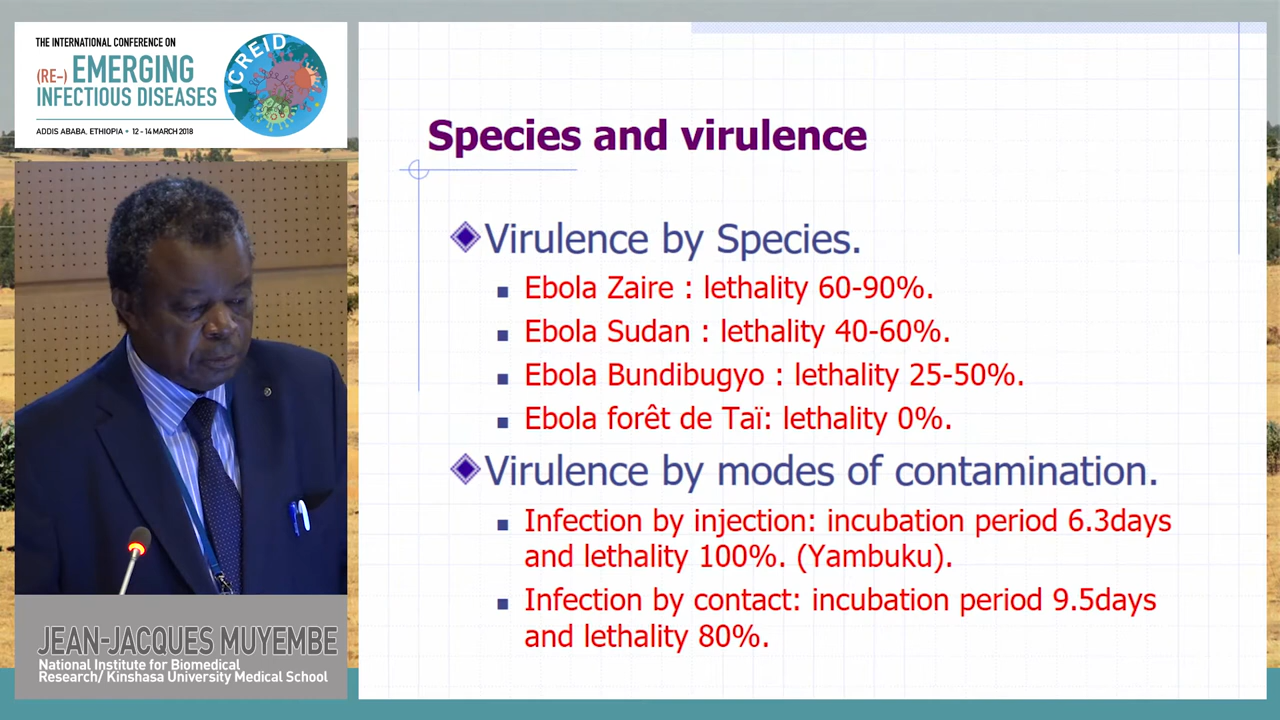 THE INTERNATIONAL CONFERENCE ON
(RE-) EMERGING
INFECTIOUS DISEASES
ADDIS ABABA, ETHIOPIA • 12 - 14 MARCH 2018
ICREID
JEAN-JACQUES MUYEMBE
National Institute for Biomedical
Research/ Kinshasa University Medical School
Species and virulence
Virulence by Species.
Ebola Zaire : lethality 60-90%.
Ebola Sudan : lethality 40-60%.
Ebola Bundibugyo : lethality 25-50%.
Ebola forêt de Taï: lethality 0%.
Virulence by modes of contamination.
Infection by injection: incubation period 6.3days
and lethality 100%. (Yambuku).
Infection by contact: incubation period 9.5days
and lethality 80%.